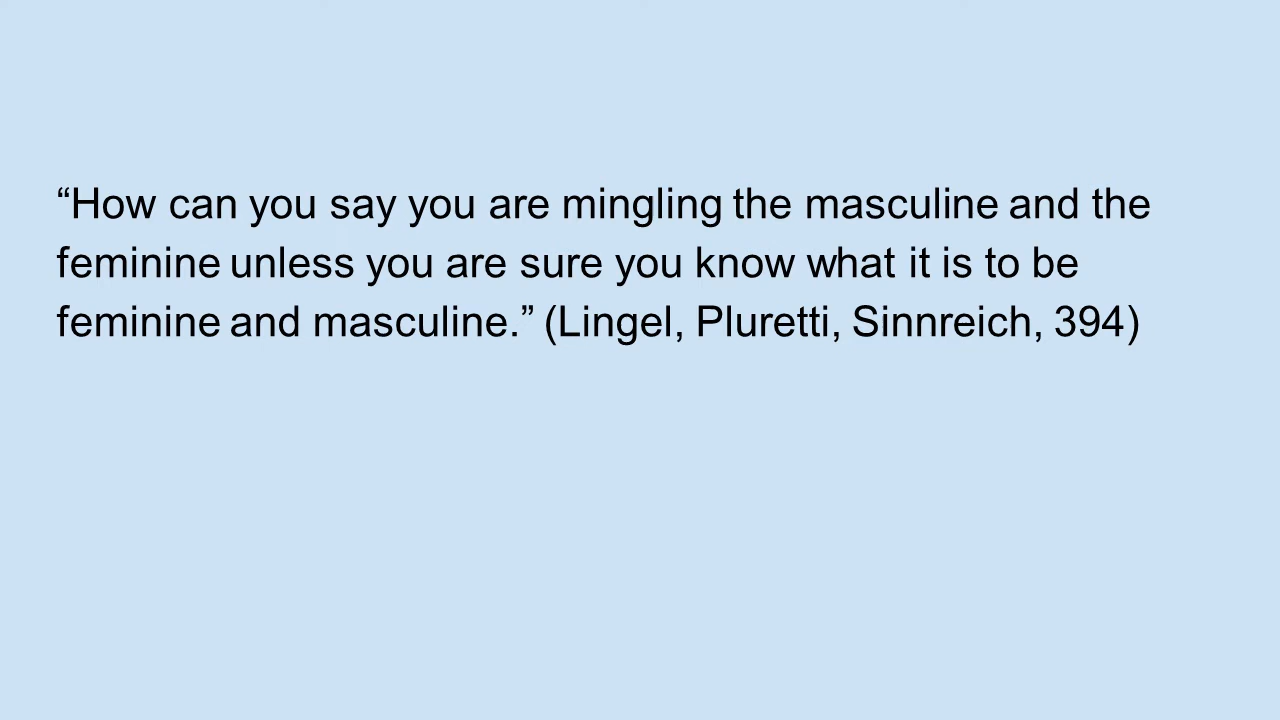 “How can you say you are mingling the masculine and the
feminine unless you are sure you know what it is to be
feminine and masculine.” (Lingel, Pluretti, Sinnreich, 394)